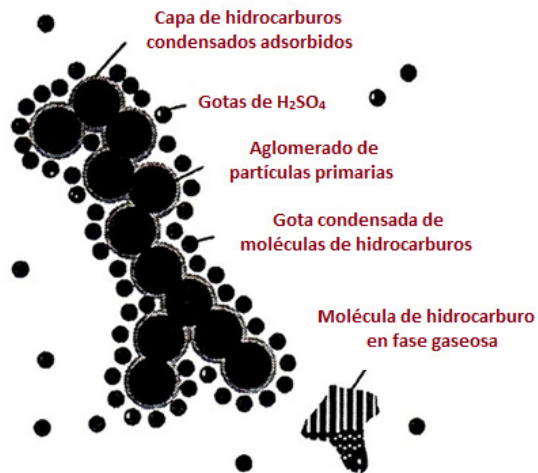 Capa de hidrocarburos
condensados adsorbidos
Gotas de H₂SO₄
Aglomerado de
partículas primarias
Gota condensada de
moléculas de hidrocarburos
Molécula de hidrocarburo
en fase gaseosa